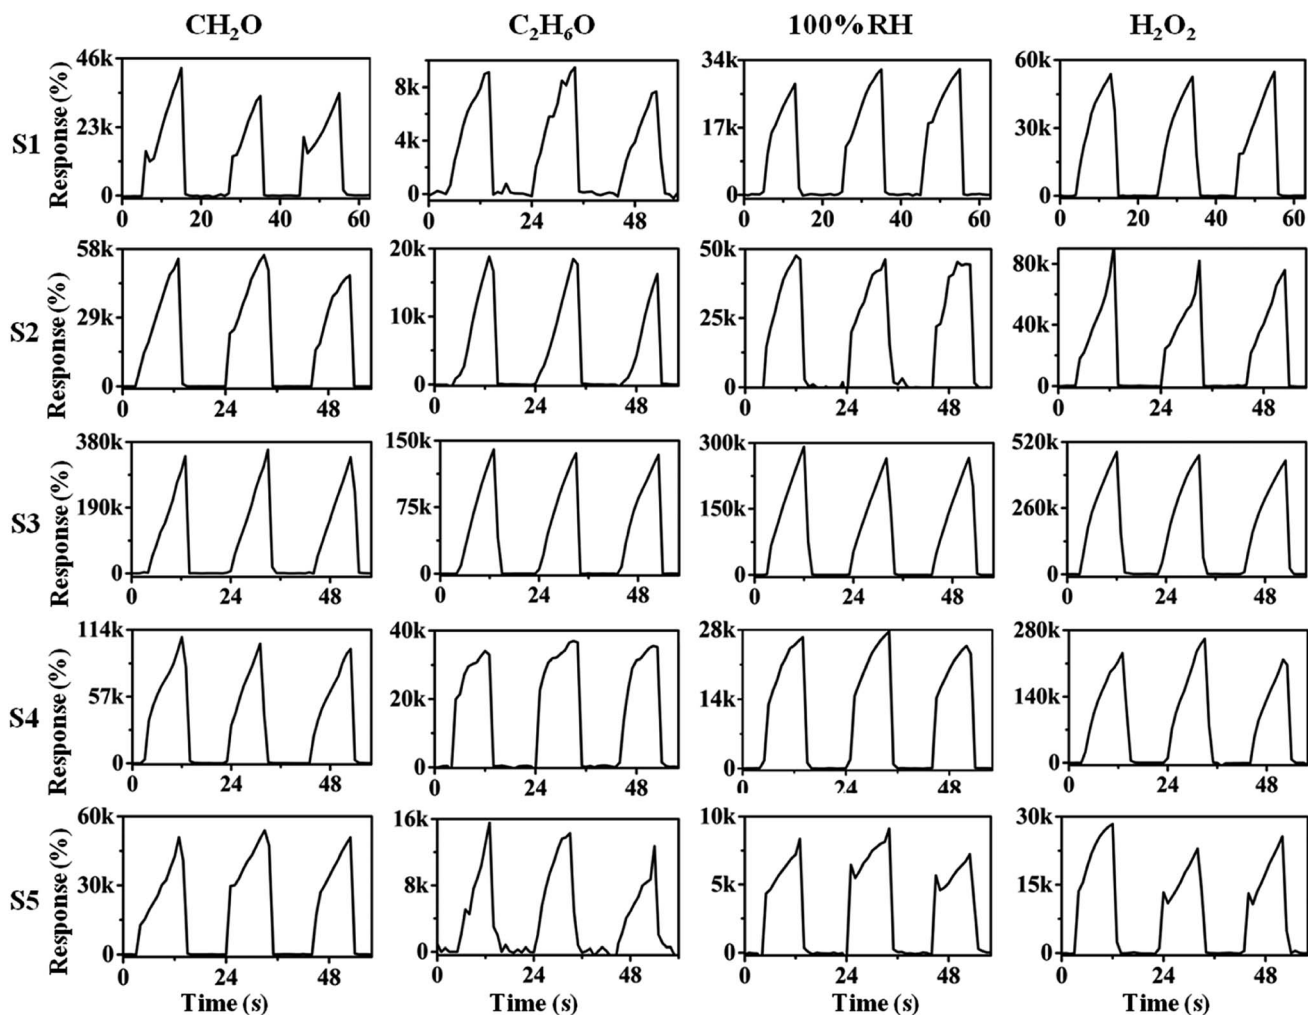 CH₂O C₂H₆O 100% RH H₂O₂
S1
Response (%)
46k
23k
0
0 20 40 60
8k
4k
0
0 24 48
34k
17k
0
0 20 40 60
60k
30k
0
0 20 40 60
S2
Response (%)
58k
29k
0
0 24 48
20k
10k
0
0 24 48
50k
25k
0
0 24 48
80k
40k
0
0 24 48
S3
Response (%)
380k
190k
0
0 24 48
150k
75k
0
0 24 48
300k
150k
0
0 24 48
520k
260k
0
0 24 48
S4
Response (%)
114k
57k
0
0 24 48
40k
20k
0
0 24 48
28k
14k
0
0 24 48
280k
140k
0
0 24 48
S5
Response (%)
60k
30k
0
0 24 48
16k
8k
0
0 24 48
10k
5k
0
0 24 48
30k
15k
0
0 24 48
Time (s) Time (s) Time (s) Time (s)